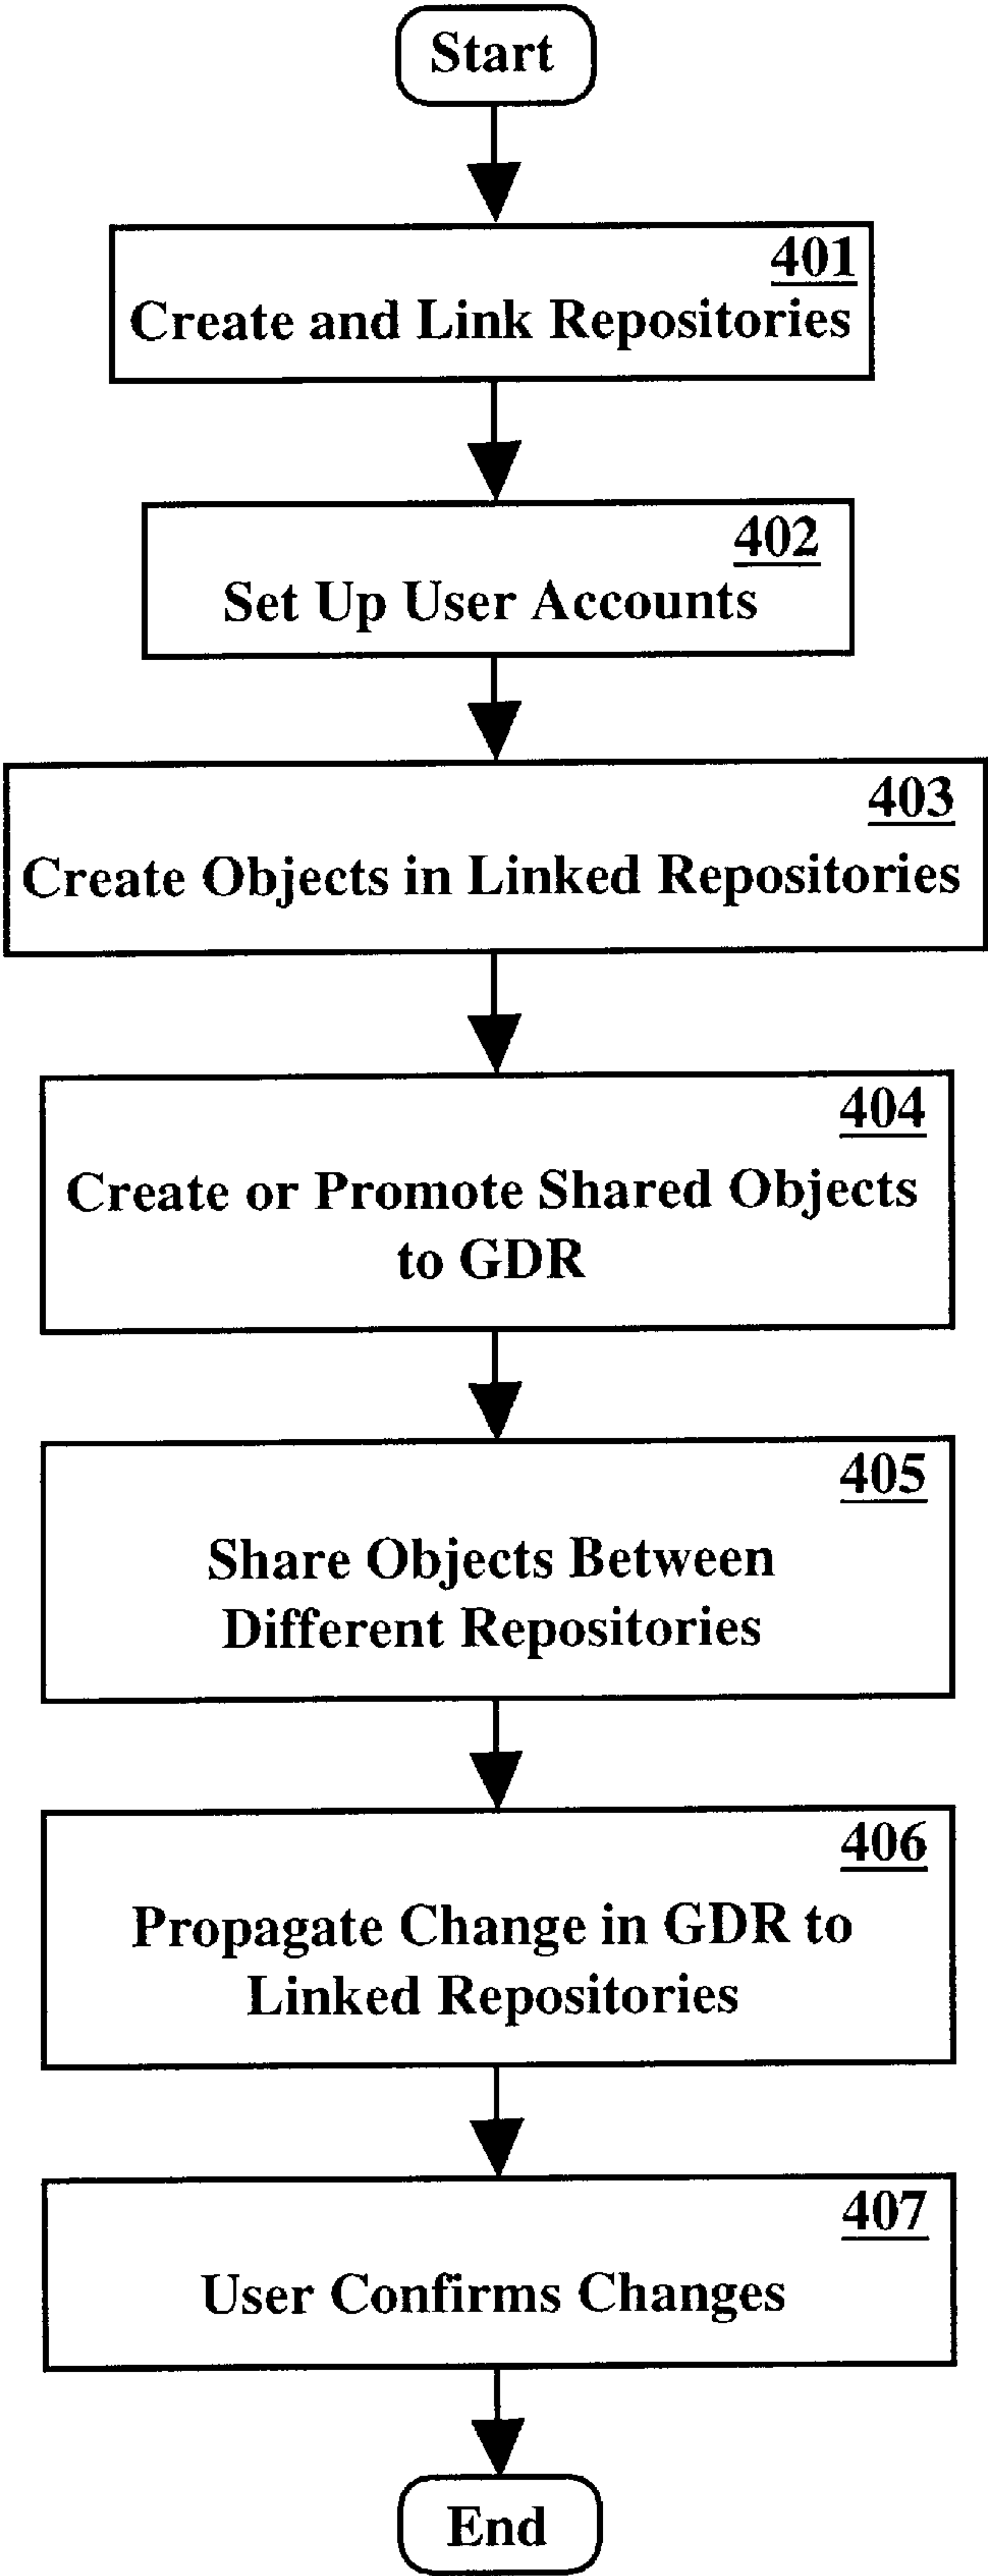 Start
401
Create and Link Repositories
402
Set Up User Accounts
403
Create Objects in Linked Repositories
404
Create or Promote Shared Objects
to GDR
405
Share Objects Between
Different Repositories
406
Propagate Change in GDR to
Linked Repositories
407
User Confirms Changes
End